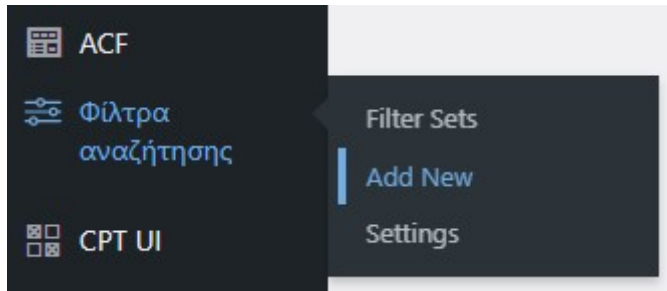 ACF
Φίλτρα
αναζήτησης
CPT UI
Filter Sets
Add New
Settings